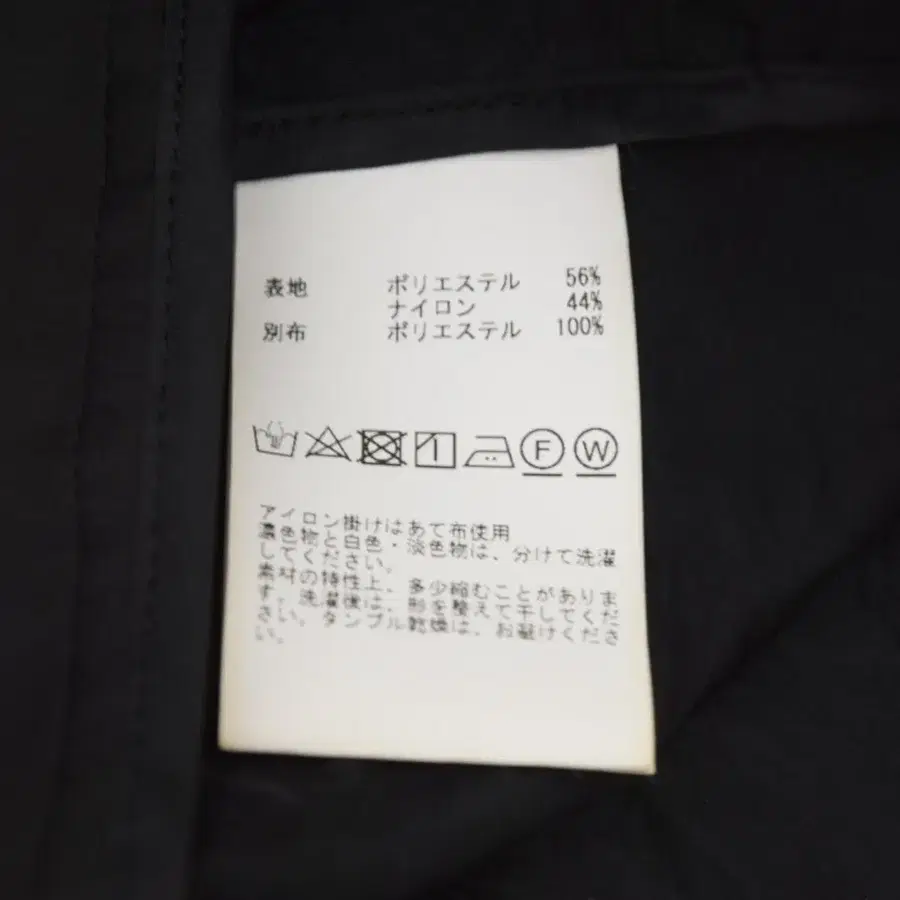 表地 ポリエステル 56%
ナイロン 44%
別布 ポリエステル 100%
F W
アイロン掛けはあて布使用
濃色物と白色・淡色物は、分けて洗濯
してください。
素材の特性上、多少縮むことがありま
す。洗濯後は、形を整えて干してくだ
さい。タンブル乾燥は、お避けくださ
い。